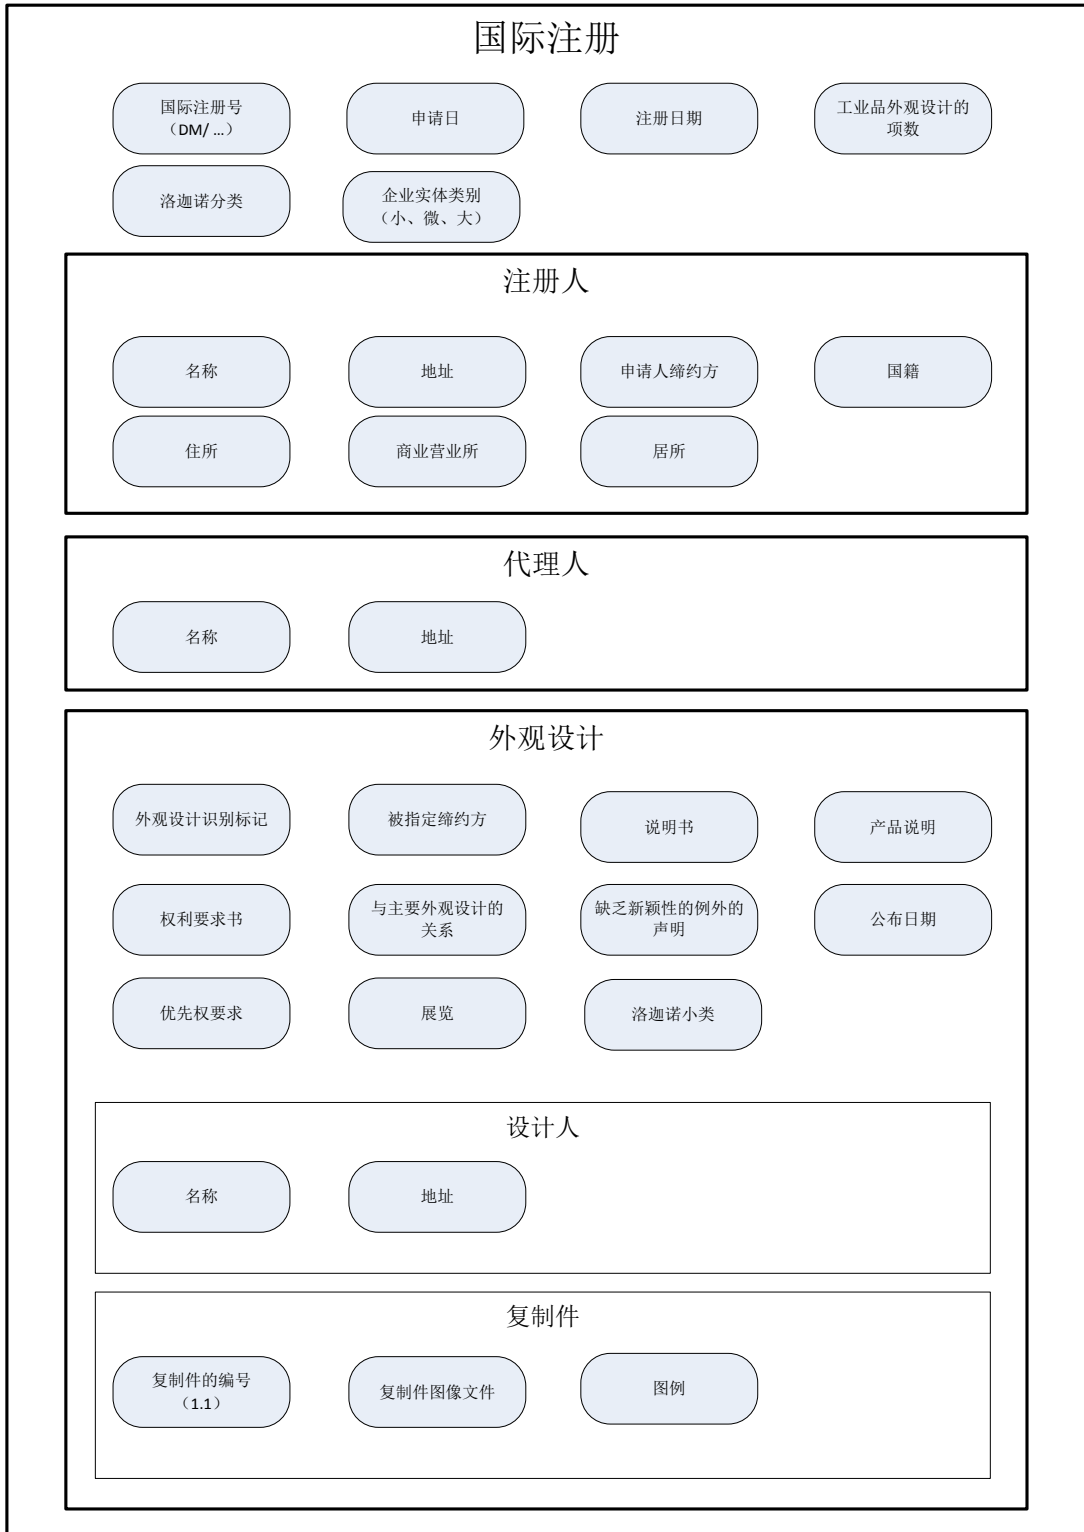 国际注册
国际注册号
（DM/ ...）
申请日
注册日期
工业品外观设计的
项数
洛迦诺分类
企业实体类别
（小、微、大）
注册人
名称
地址
申请人缔约方
国籍
住所
商业营业所
居所
代理人
名称
地址
外观设计
外观设计识别标记
被指定缔约方
说明书
产品说明
权利要求书
与主要外观设计的
关系
缺乏新颖性的例外的
声明
公布日期
优先权要求
展览
洛迦诺小类
设计人
名称
地址
复制件
复制件的编号
（1.1）
复制件图像文件
图例